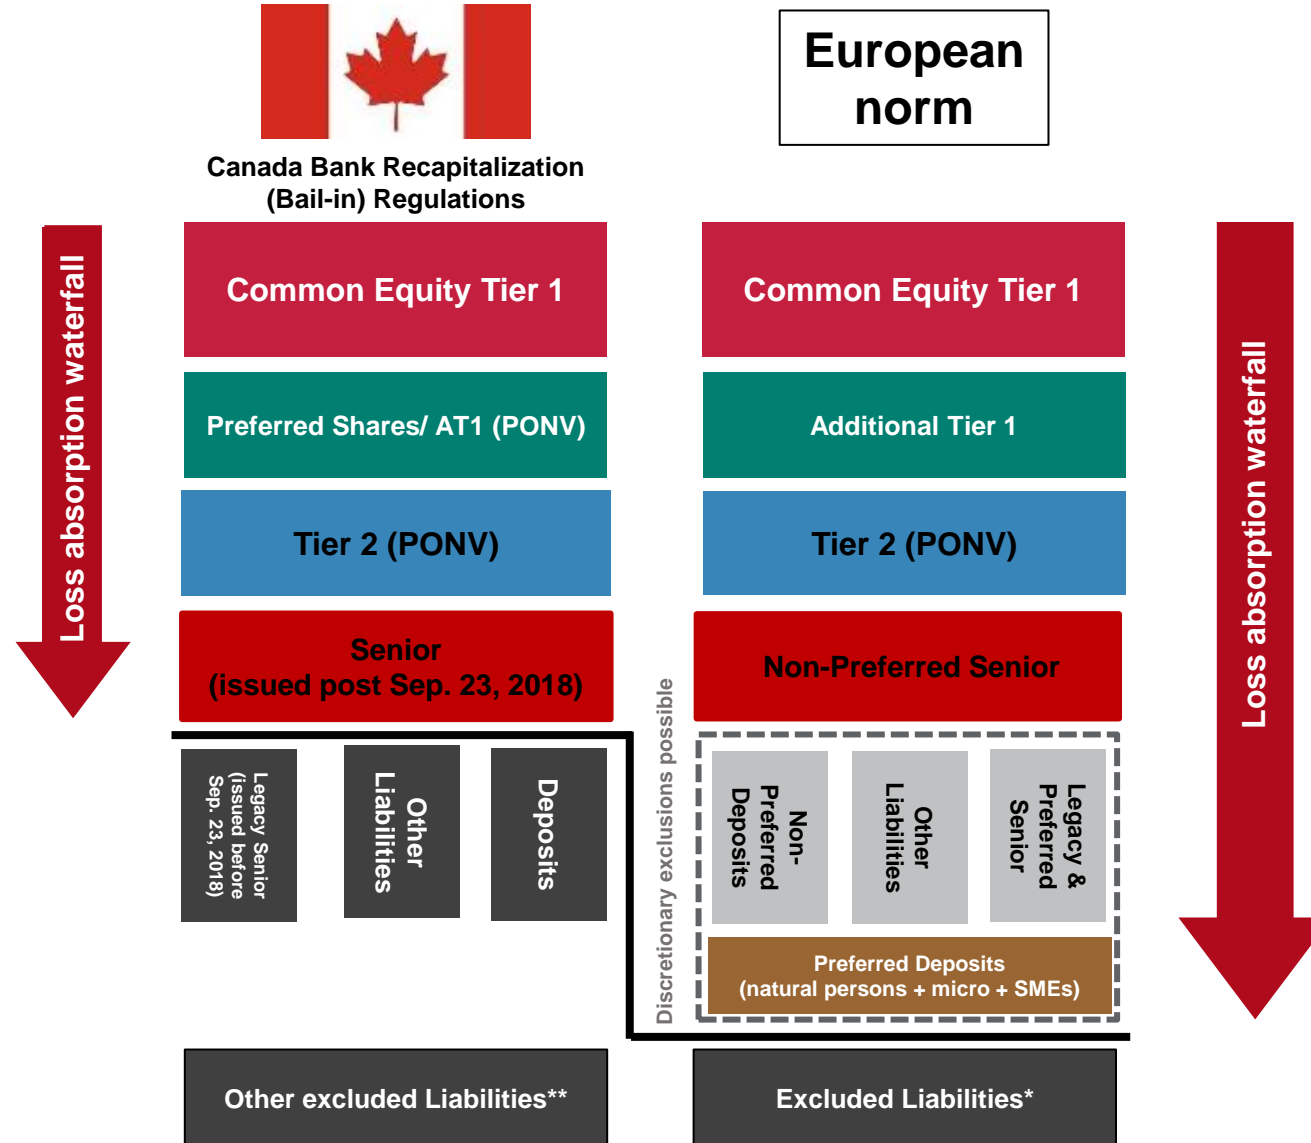 European
norm
Canada Bank Recapitalization
(Bail-in) Regulations
Loss absorption waterfall
Common Equity Tier 1
Common Equity Tier 1
Loss absorption waterfall
Preferred Shares/ AT1 (PONV)
Additional Tier 1
Tier 2 (PONV)
Tier 2 (PONV)
Senior
(issued post Sep. 23, 2018)
Non-Preferred Senior
Discretionary exclusions possible
Legacy Senior
(issued before
Sep. 23, 2018)
Other
Liabilities
Deposits
Non-
Preferred
Deposits
Other
Liabilities
Legacy &
Preferred
Senior
Preferred Deposits
(natural persons + micro + SMEs)
Other excluded Liabilities**
Excluded Liabilities*